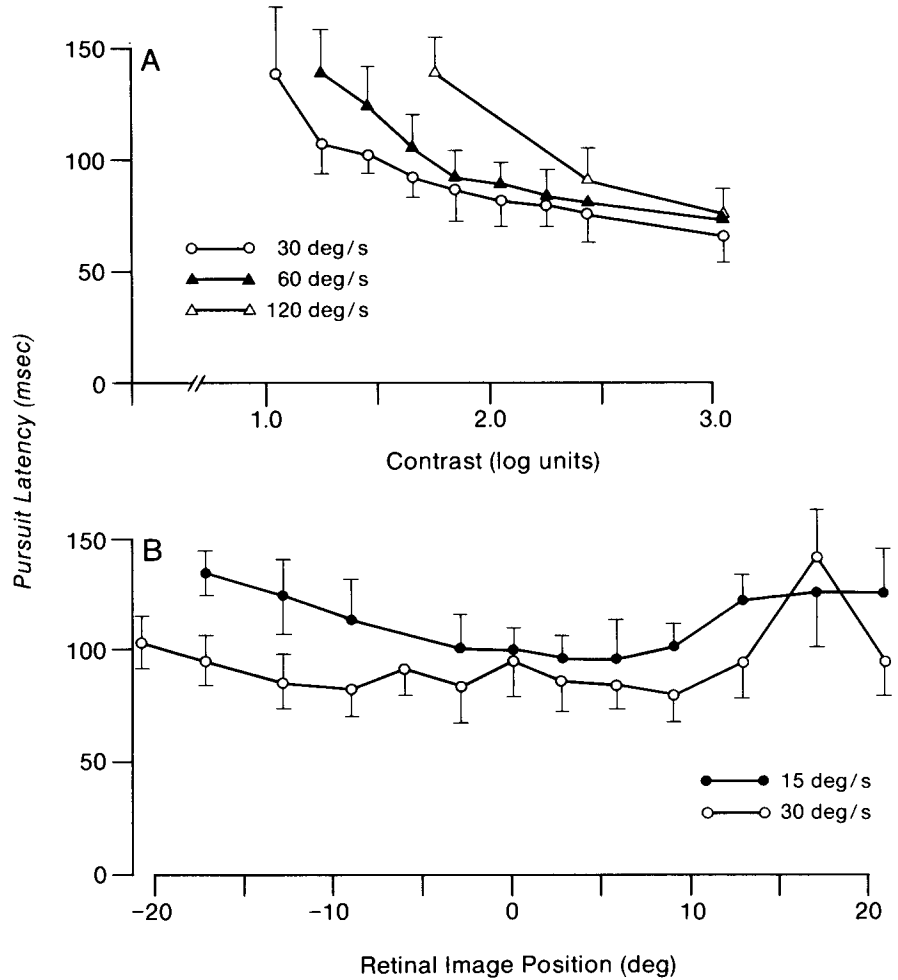 A
150
100
50
0
30 deg/s
60 deg/s
120 deg/s
1.0 2.0 3.0
Contrast (log units)
Pursuit Latency (msec)
B
150
100
50
0
15 deg/s
30 deg/s
−20 −10 0 10 20
Retinal Image Position (deg)